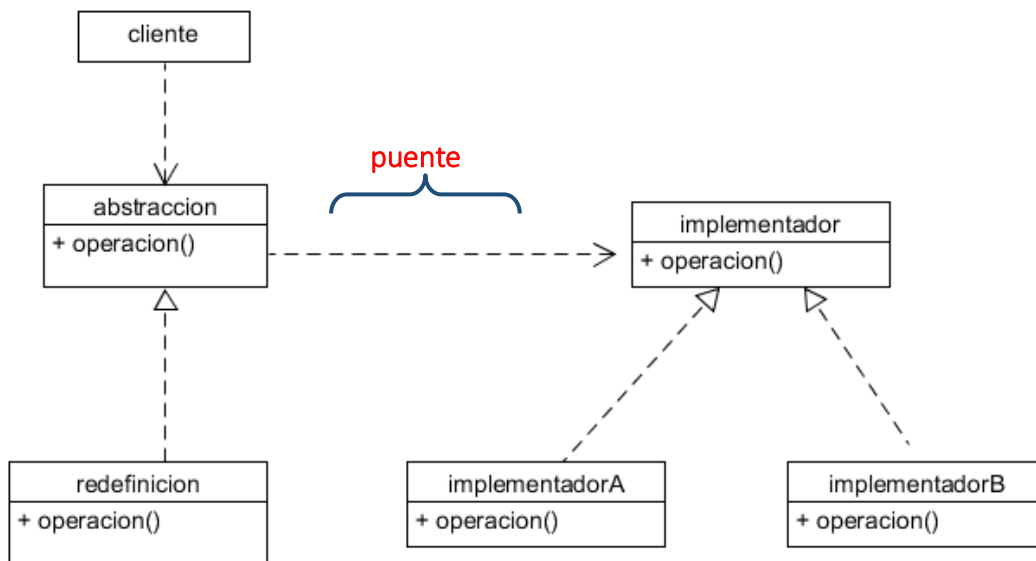 cliente
puente
abstraccion
+ operacion()
implementador
+ operacion()
redefinicion
+ operacion()
implementadorA
+ operacion()
implementadorB
+ operacion()